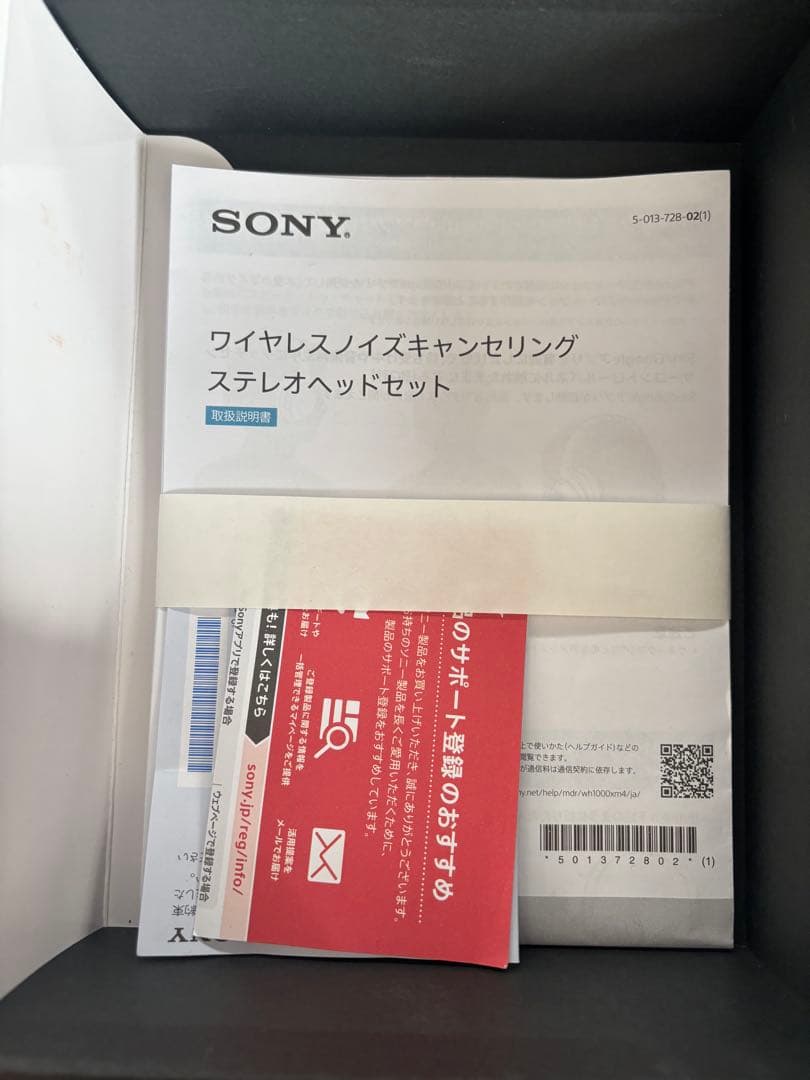 SONY®
5-013-728-02(1)
ワイヤレスノイズキャンセリング
ステレオヘッドセット
取扱説明書
品のサポート登録のおすすめ
ニー製品をお買い上げいただき、誠にありがとうございます。
持ちのソニー製品を長くご愛用いただくために、
製品のサポート登録をおすすめしています。
ートや
お届け
ご登録製品に関する情報を
一括管理できるマイページをご提供
活用提案を
メールでお届け
も! 詳しくはこちら
sony.jp/reg/info/
Sonyアプリで登録する場合
ウェブページで登録する場合
上で使いかた(ヘルプガイド)などの
閲覧できます。
が通信料は通信契約に依存します。
ny.net/help/mdr/wh1000xm4/ja/
*501372802* (1)